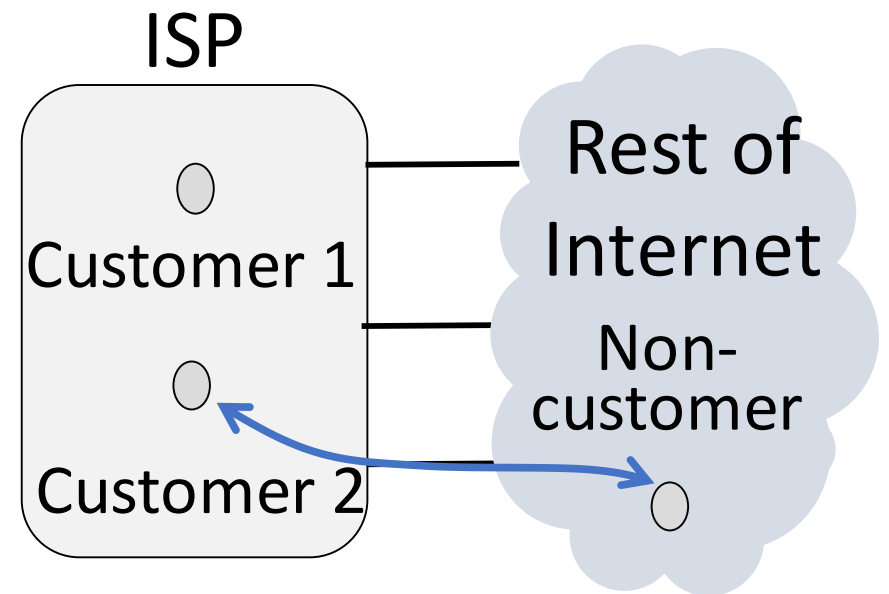 ISP
Customer 1
Customer 2
Rest of
Internet
Non-
customer